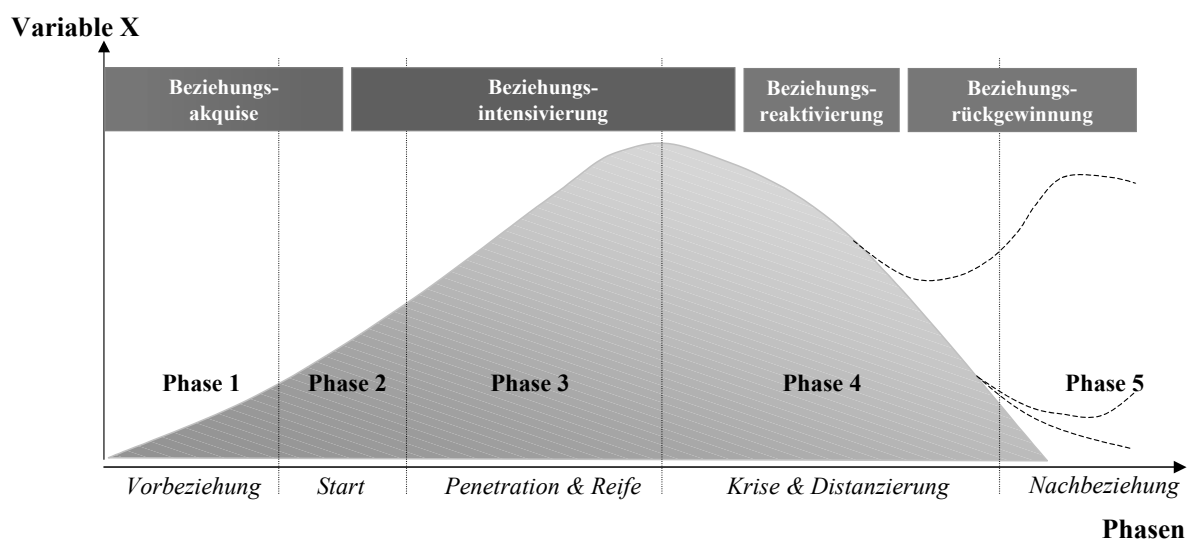 Variable X
Beziehungs-
akquise
Beziehungs-
intensivierung
Beziehungs-
reaktivierung
Beziehungs-
rückgewinnung
Phase 1
Phase 2
Phase 3
Phase 4
Phase 5
Vorbeziehung
Start
Penetration & Reife
Krise & Distanzierung
Nachbeziehung
Phasen